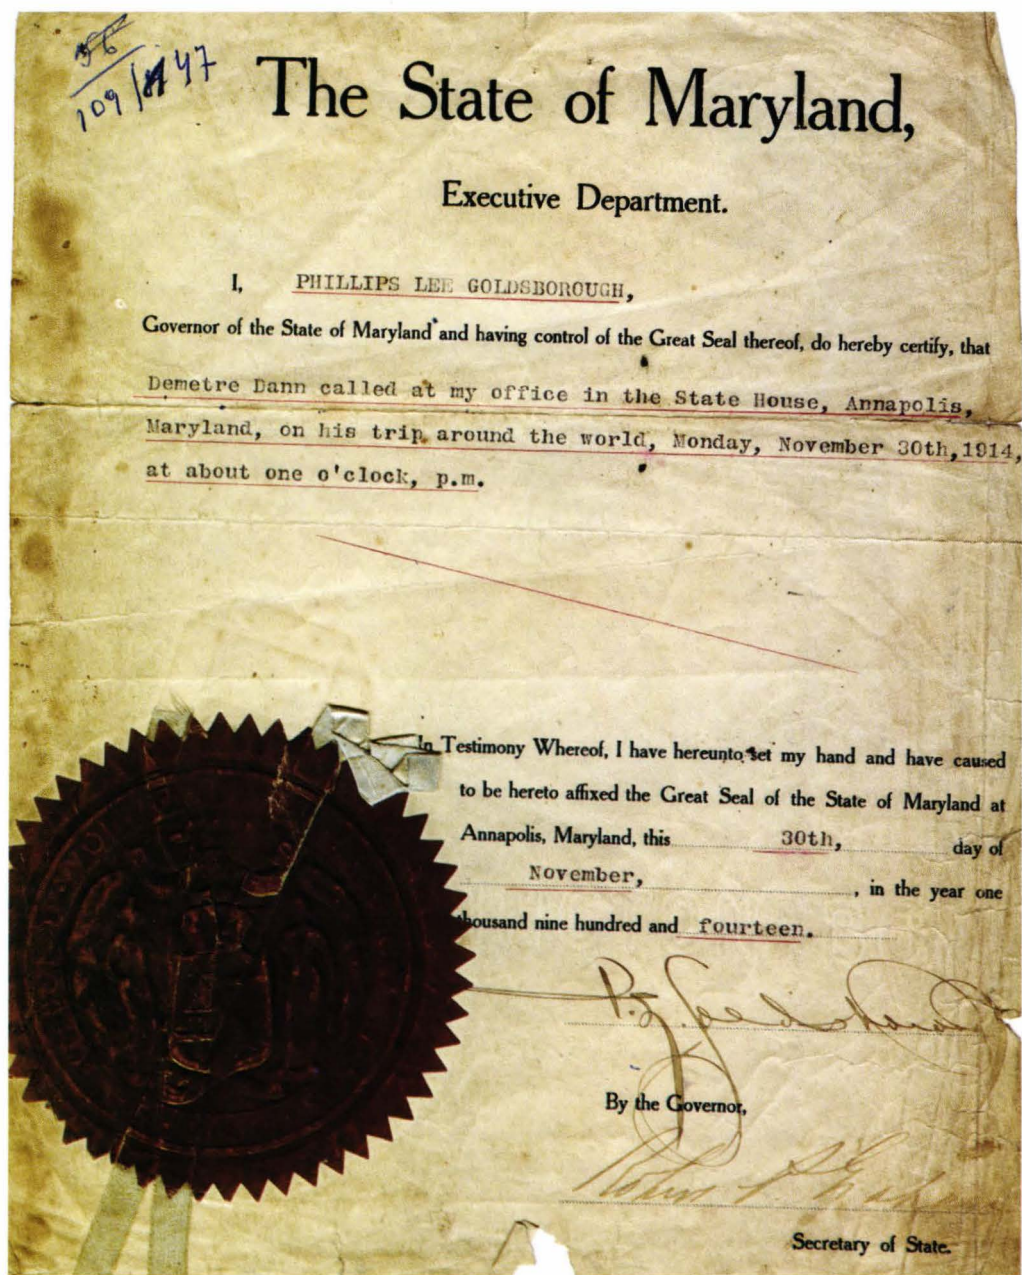 36
109/47
The State of Maryland,
Executive Department.
I, PHILLIPS LEE GOLDSBOROUGH,
Governor of the State of Maryland and having control of the Great Seal thereof, do hereby certify, that
Demetre Dann called at my office in the State House, Annapolis,
Maryland, on his trip around the world, Monday, November 30th, 1914,
at about one o'clock, p.m.
In Testimony Whereof, I have hereunto set my hand and have caused
to be hereto affixed the Great Seal of the State of Maryland at
Annapolis, Maryland, this 30th, day of
November, , in the year one
thousand nine hundred and fourteen.
P. L. Goldsborough
By the Governor,
Secretary of State.